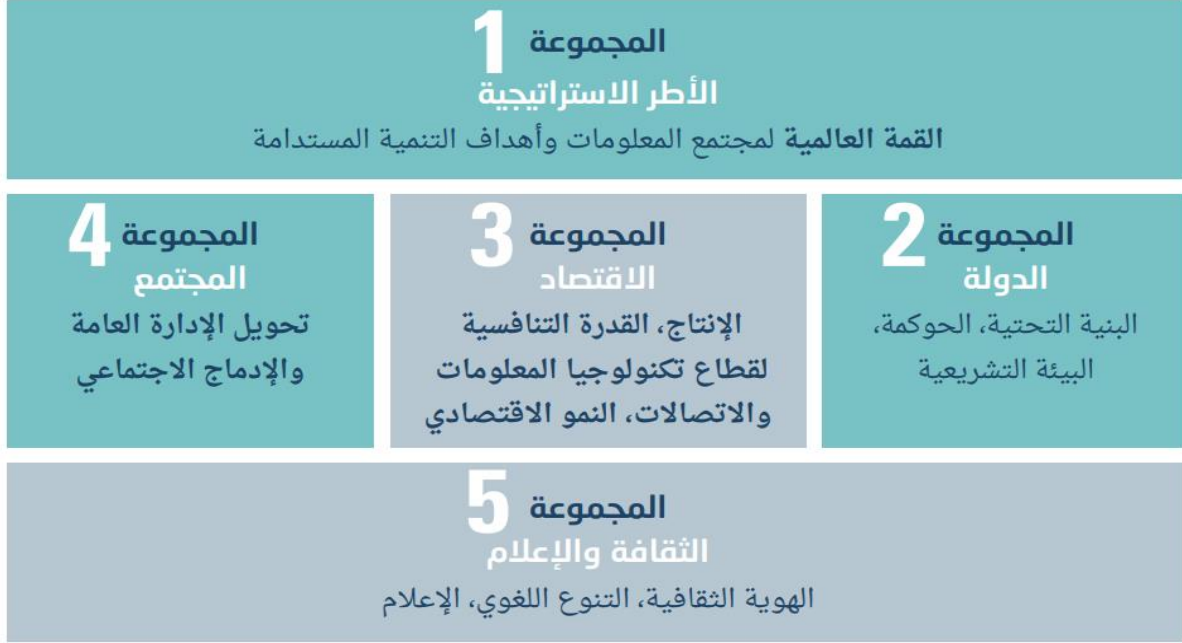 المجموعة 1
الأطر الاستراتيجية
القمة العالمية لمجتمع المعلومات وأهداف التنمية المستدامة
المجموعة 2
الدولة
البنية التحتية، الحوكمة،
البيئة التشريعية
المجموعة 3
الاقتصاد
الإنتاج، القدرة التنافسية
لقطاع تكنولوجيا المعلومات
والاتصالات، النمو الاقتصادي
المجموعة 4
المجتمع
تحويل الإدارة العامة
والإدماج الاجتماعي
المجموعة 5
الثقافة والإعلام
الهوية الثقافية، التنوع اللغوي، الإعلام